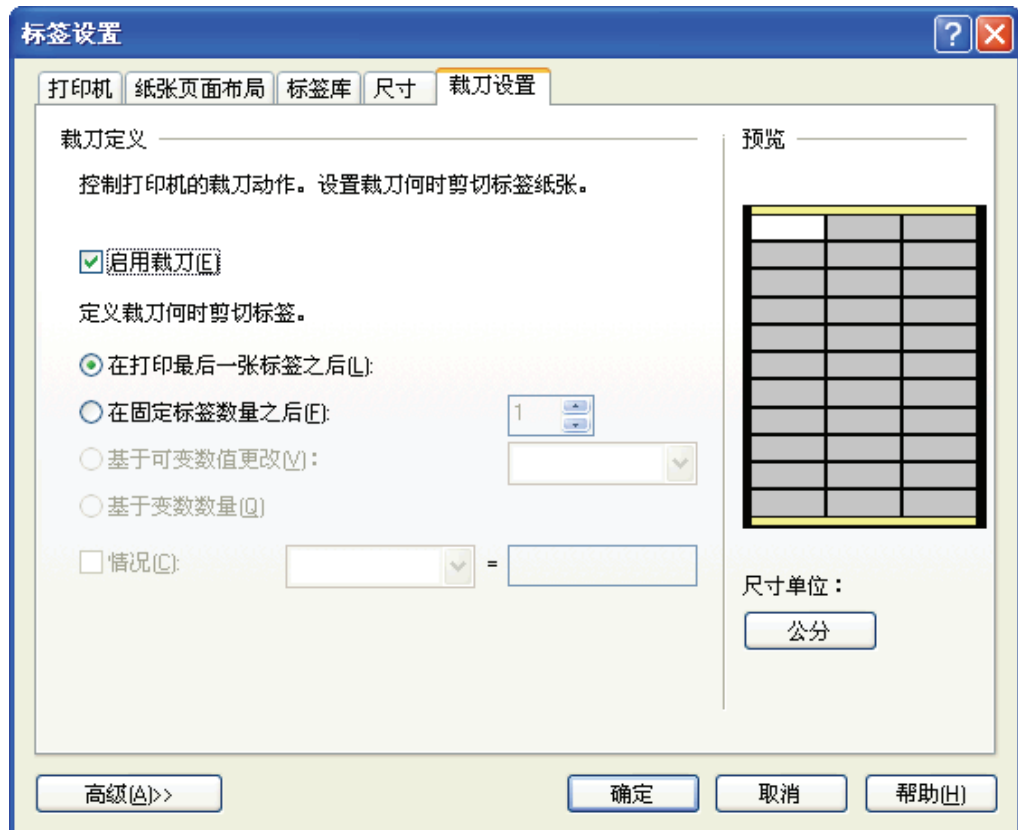 标签设置
打印机 纸张页面布局 标签库 尺寸 裁刀设置
裁刀定义
控制打印机的裁刀动作。设置裁刀何时剪切标签纸张。
启用裁刀(E)
定义裁刀何时剪切标签。
在打印最后一张标签之后(L):
在固定标签数量之后(F): 1
基于可变数值更改(V)：
基于变数数量(Q)
情况(C): =
预览
尺寸单位：
公分
高级(A)>> 确定 取消 帮助(H)